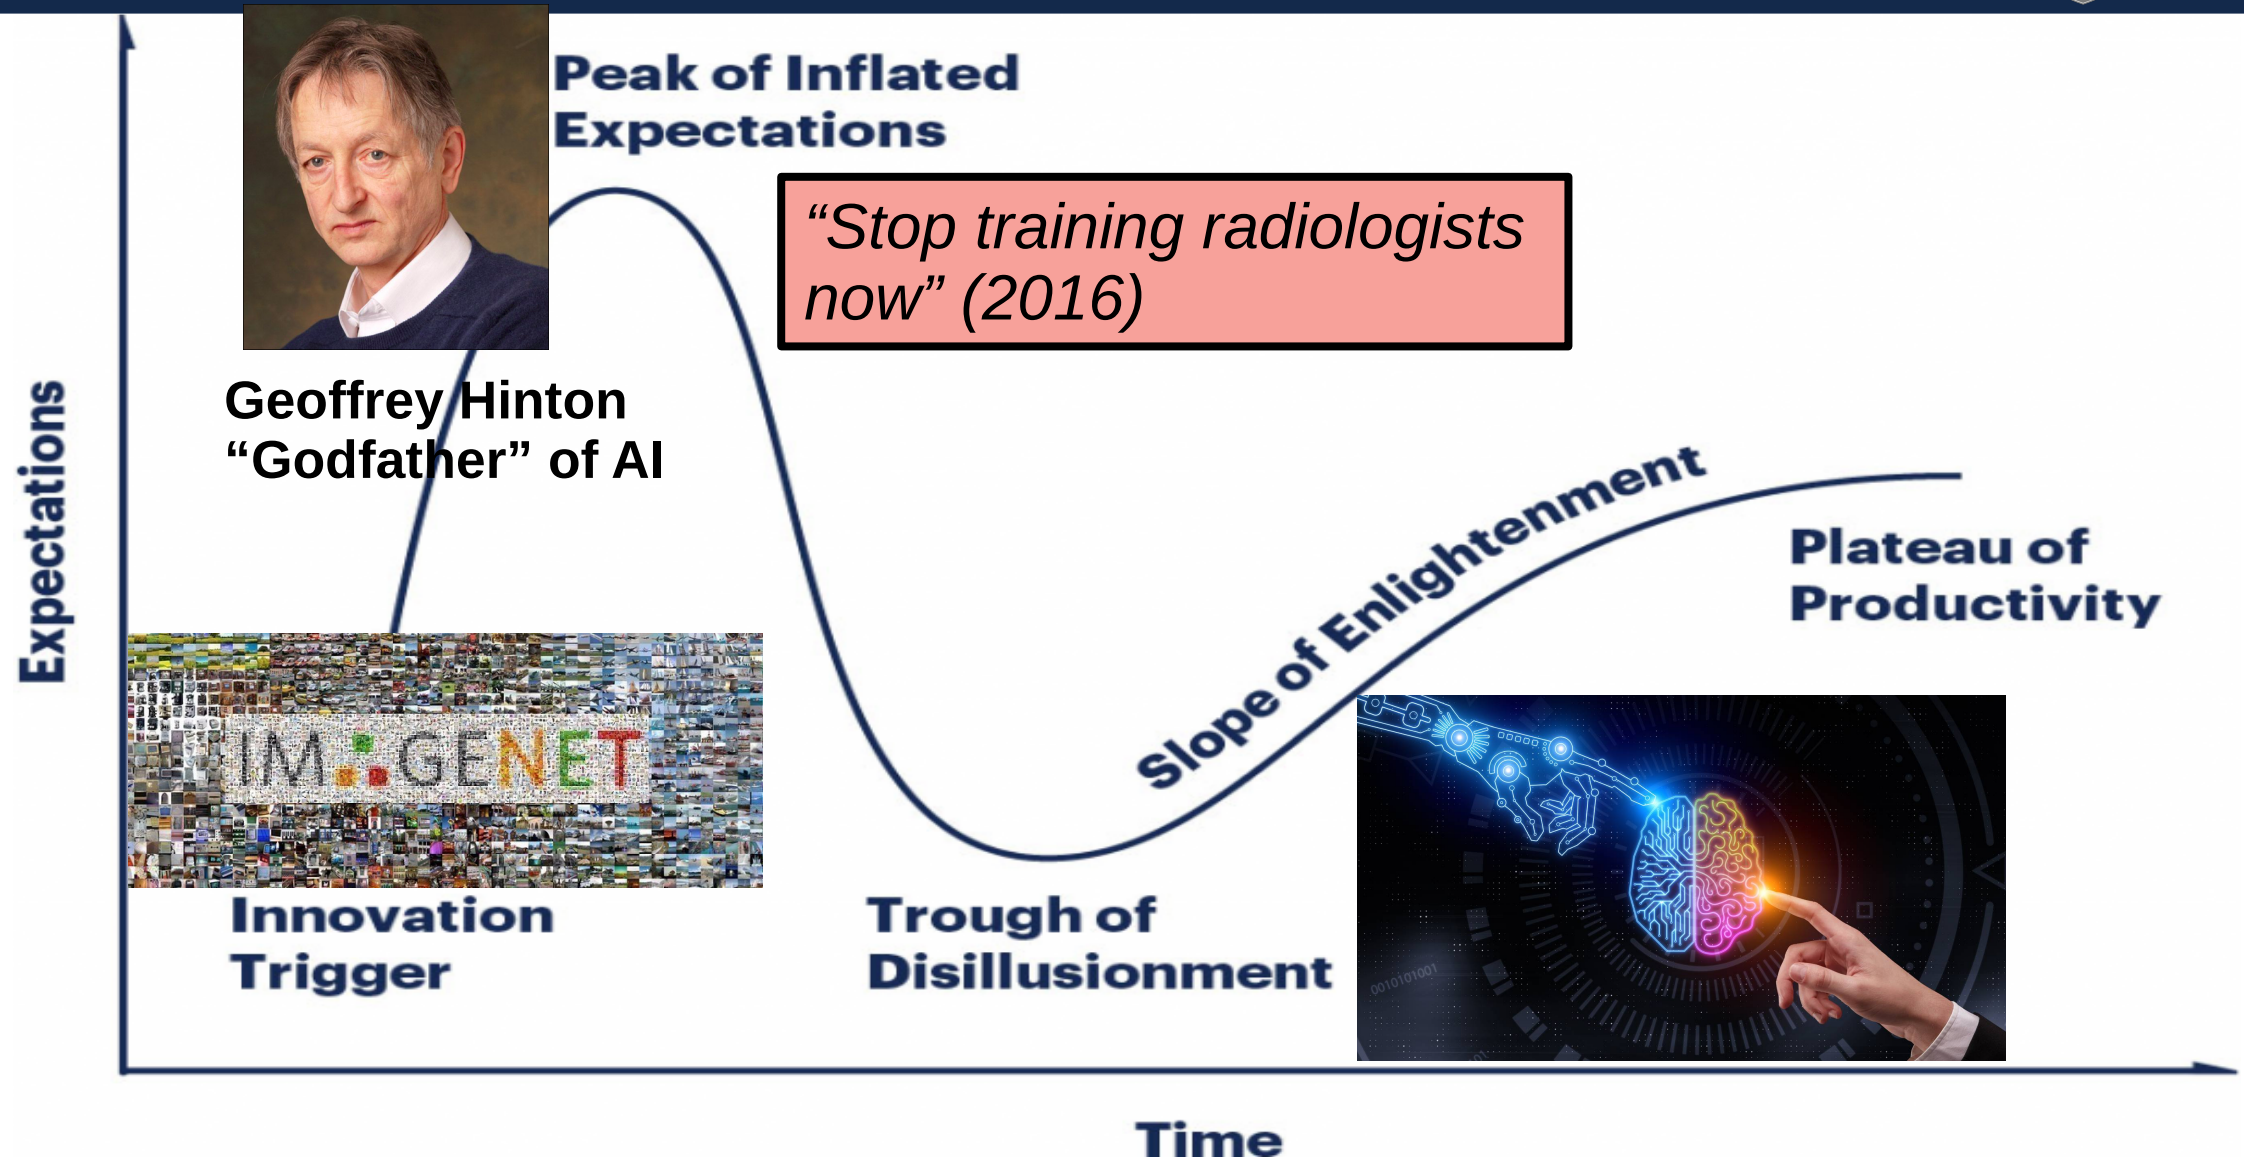 Peak of Inflated
Expectations
“Stop training radiologists
now” (2016)
Geoffrey Hinton
“Godfather” of AI
Expectations
Slope of Enlightenment
Plateau of
Productivity
IMAGENET
Innovation
Trigger
Trough of
Disillusionment
0010101001
Time